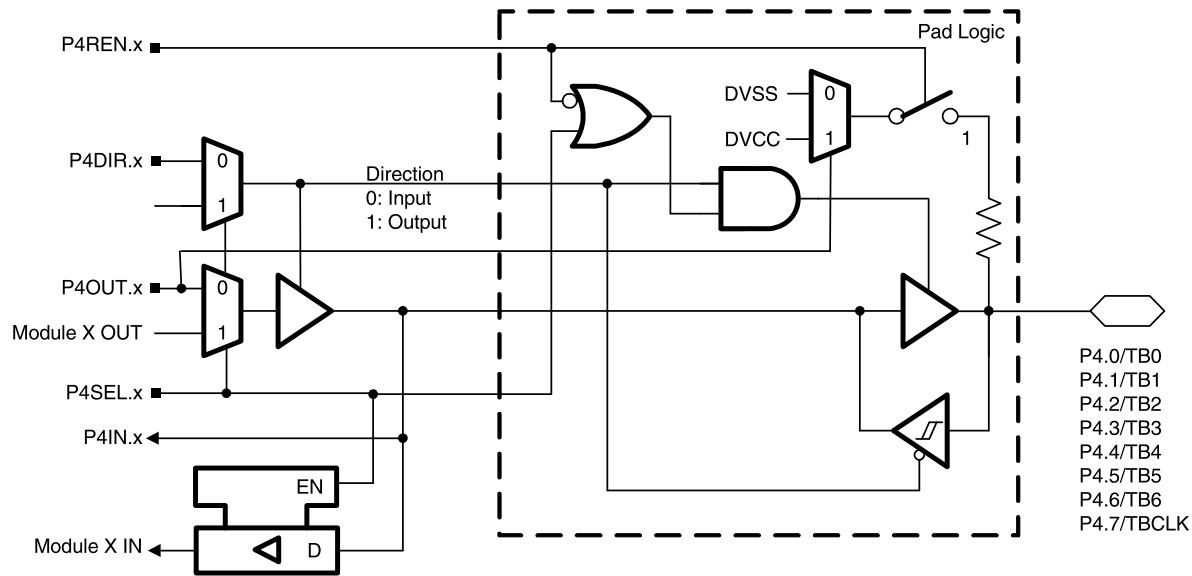 Pad Logic
P4REN.x
DVSS
0
DVCC
1
1
P4DIR.x
0
1
Direction
0: Input
1: Output
P4OUT.x
0
Module X OUT
1
P4SEL.x
P4IN.x
EN
Module X IN
D
P4.0/TB0
P4.1/TB1
P4.2/TB2
P4.3/TB3
P4.4/TB4
P4.5/TB5
P4.6/TB6
P4.7/TBCLK